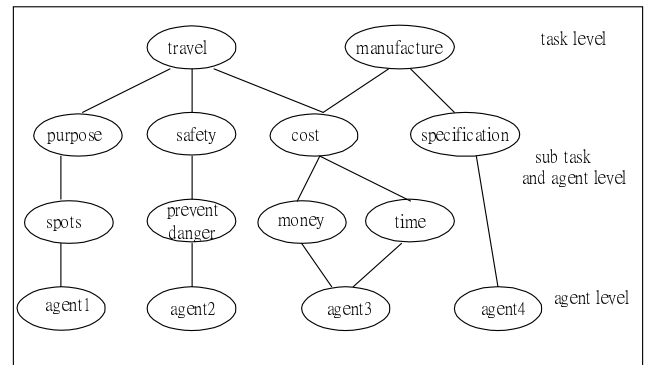 travel
manufacture
task level
purpose
safety
cost
specification
sub task
and agent level
spots
prevent
danger
money
time
agent1
agent2
agent3
agent4
agent level